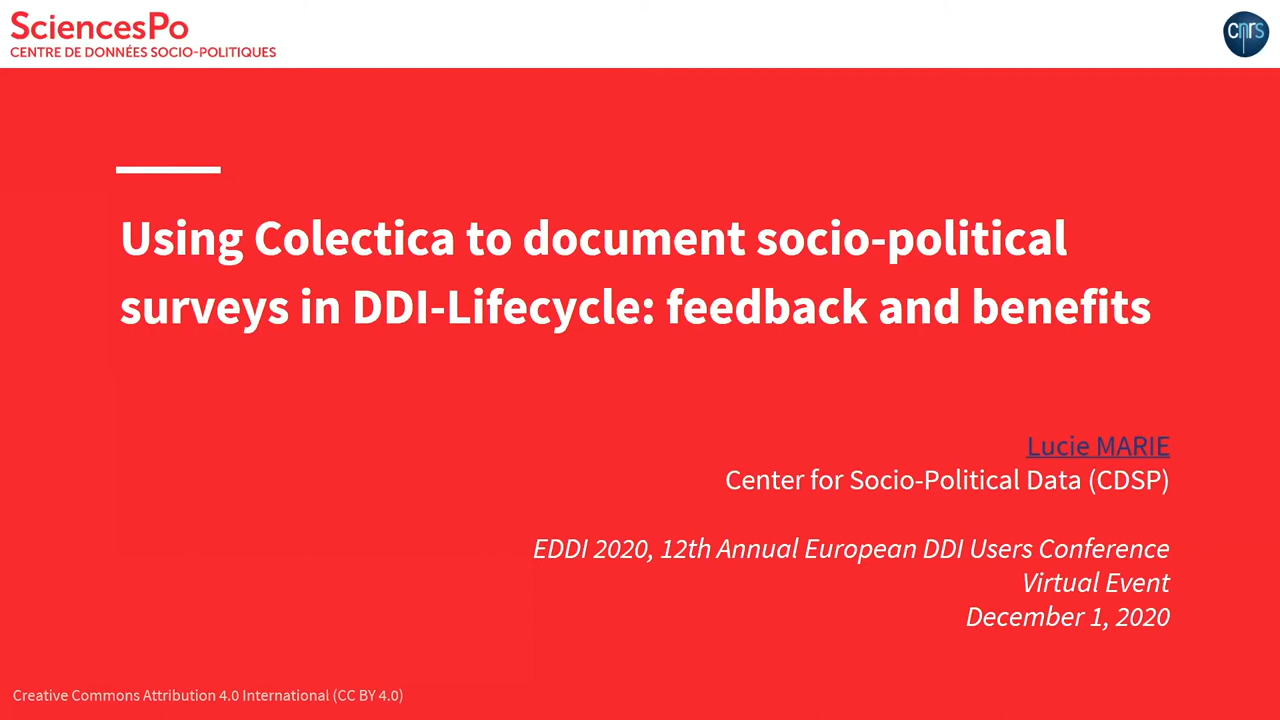 SciencesPo
CENTRE DE DONNÉES SOCIO-POLITIQUES
cnrs
Using Colectica to document socio-political
surveys in DDI-Lifecycle: feedback and benefits
Lucie MARIE
Center for Socio-Political Data (CDSP)
EDDI 2020, 12th Annual European DDI Users Conference
Virtual Event
December 1, 2020
Creative Commons Attribution 4.0 International (CC BY 4.0)